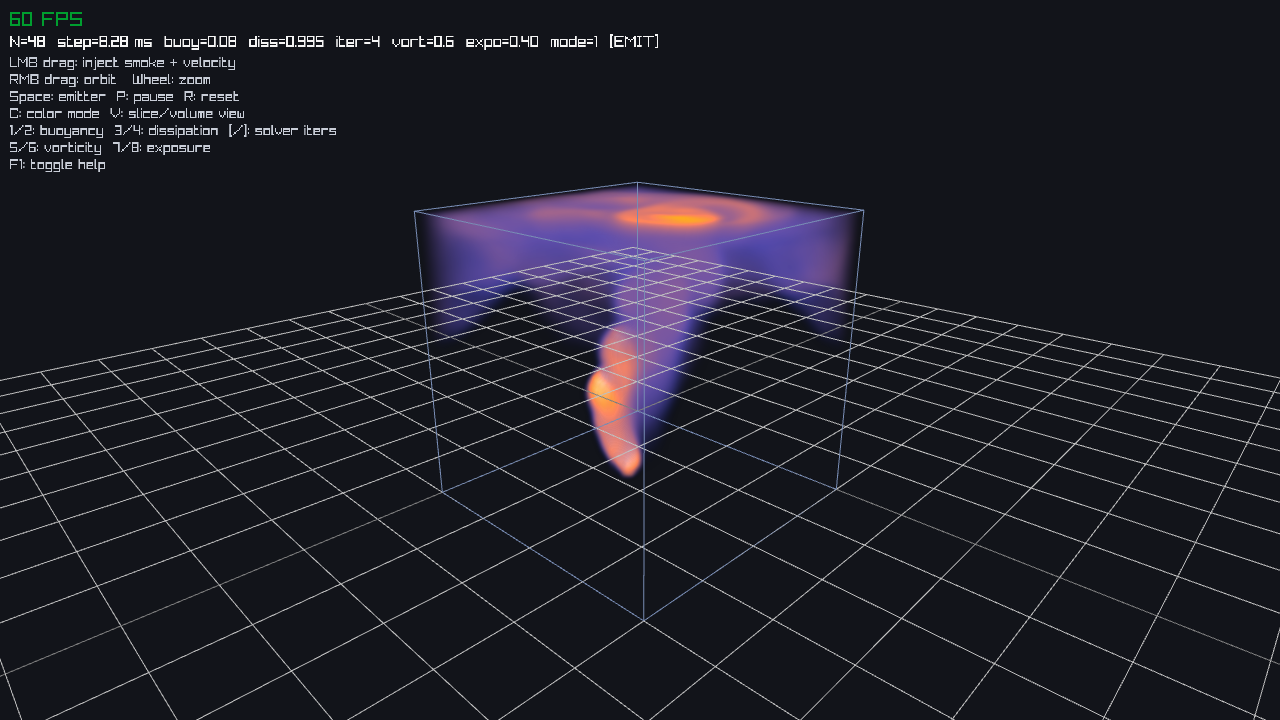 60 FPS
N=48 step=8.28 ms buoy=0.08 diss=0.995 iter=4 vort=0.6 expo=0.40 mode=1 [EMIT]
LMB drag: inject smoke + velocity
RMB drag: orbit Wheel: zoom
Space: emitter P: pause R: reset
C: color mode V: slice/volume view
1/2: buoyancy 3/4: dissipation [/]: solver iters
5/6: vorticity 7/8: exposure
F1: toggle help